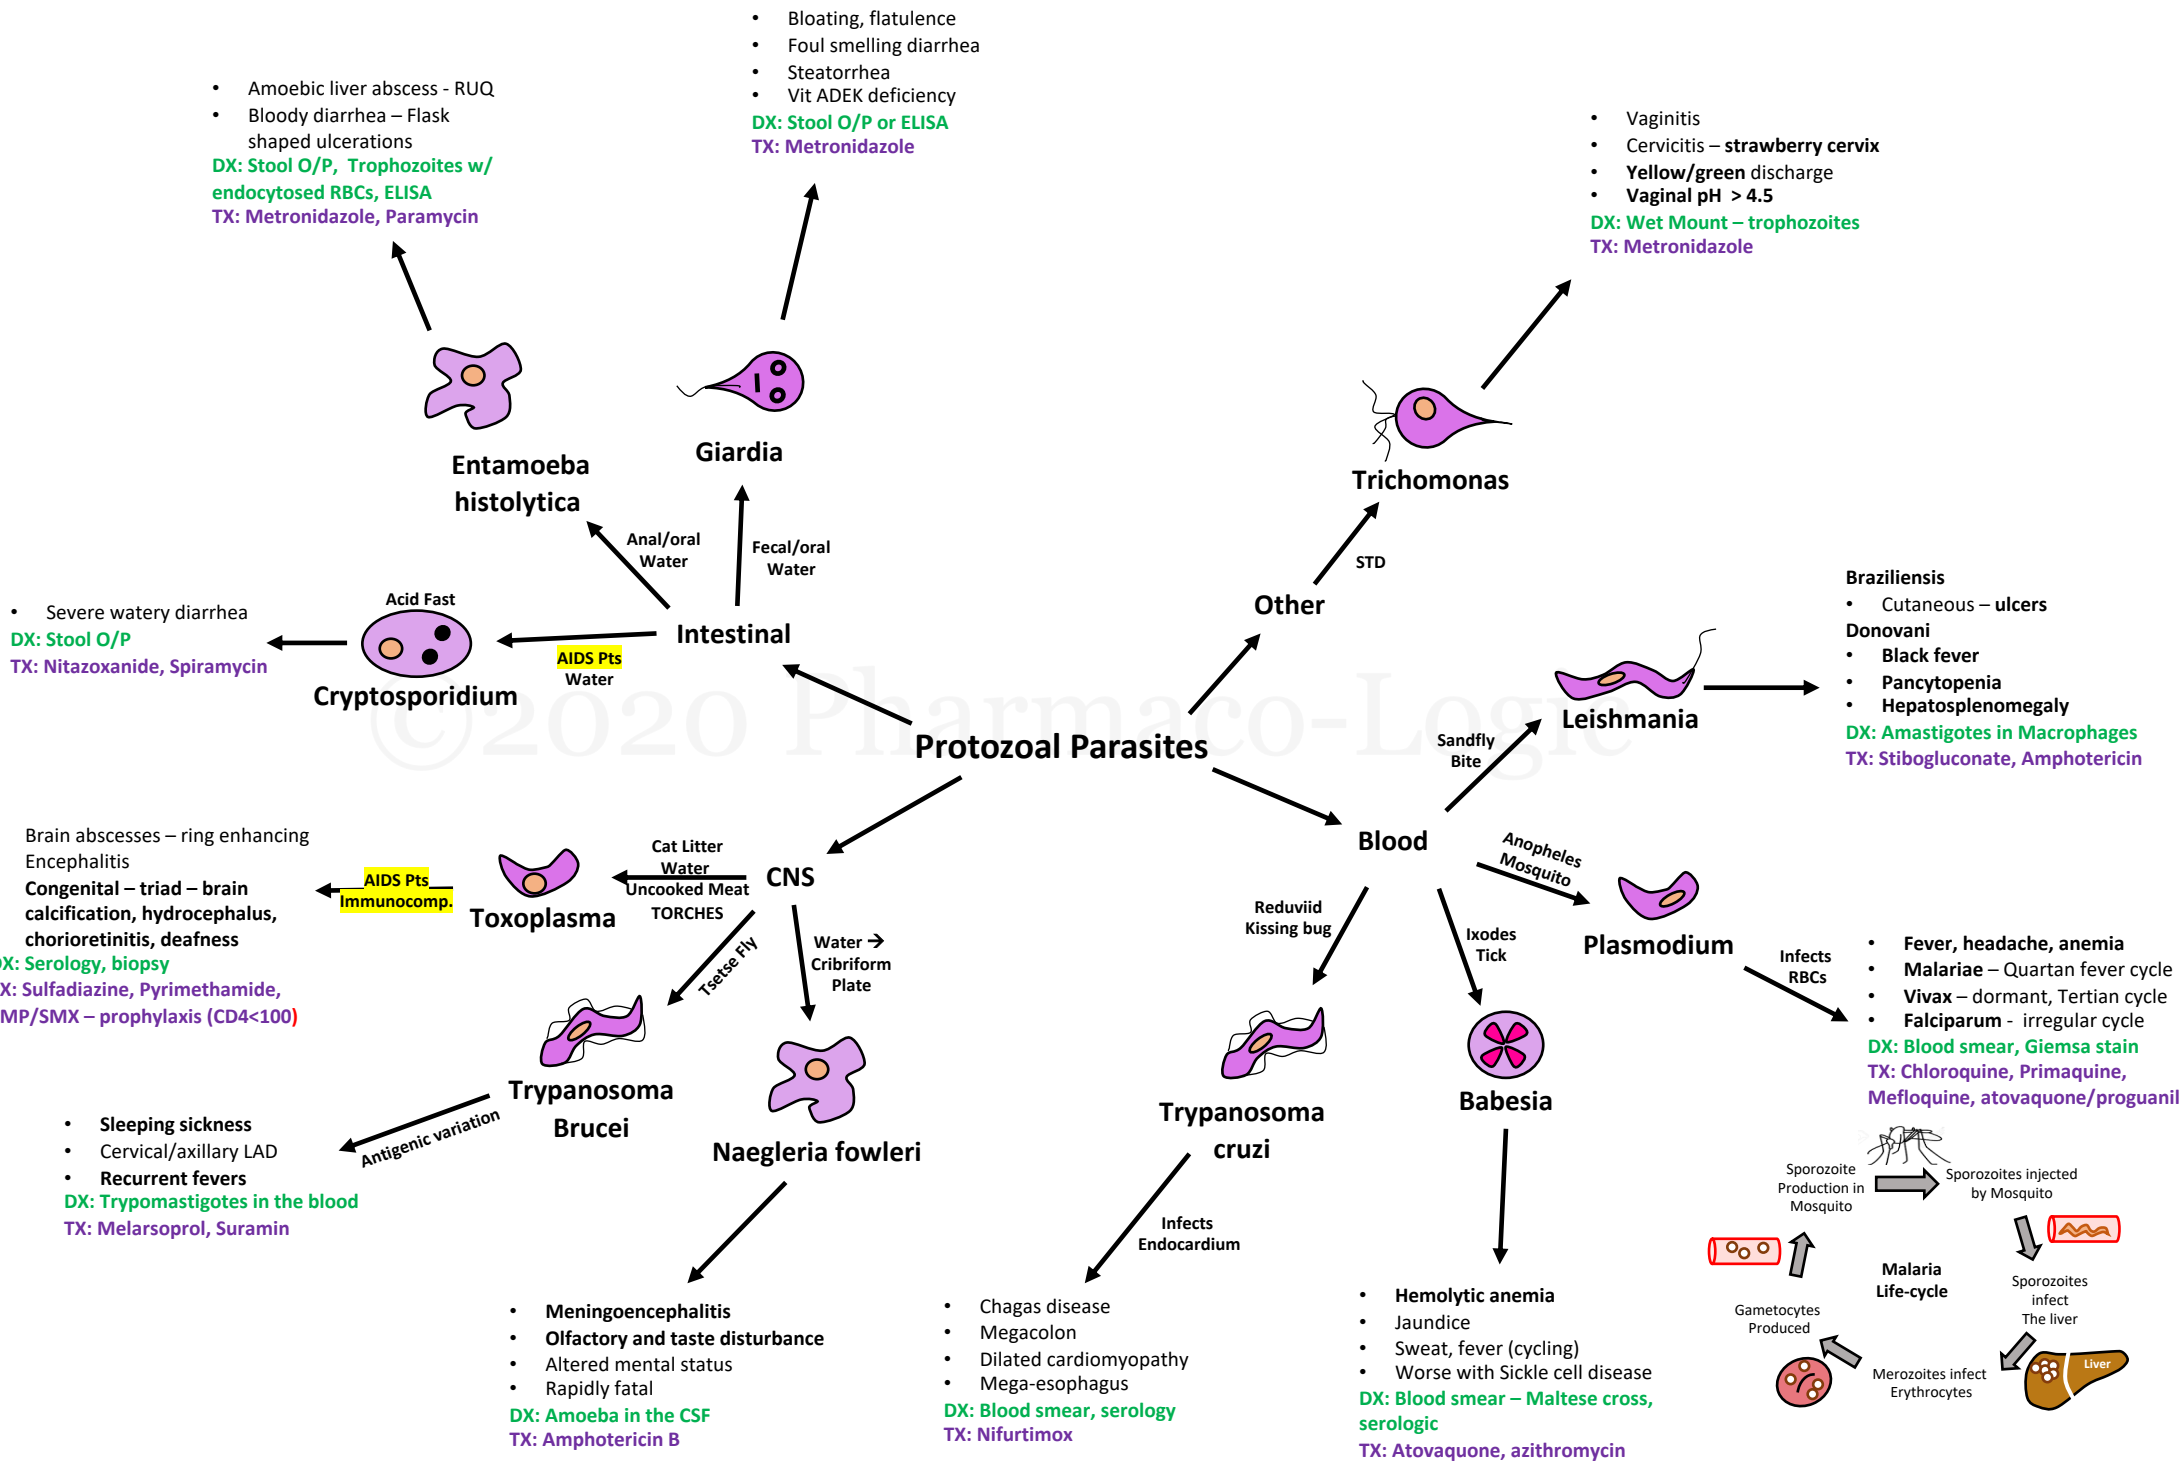 • Bloating, flatulence
• Foul smelling diarrhea
• Steatorrhea
• Vit ADEK deficiency
DX: Stool O/P or ELISA
TX: Metronidazole
• Amoebic liver abscess - RUQ
• Bloody diarrhea – Flask
shaped ulcerations
DX: Stool O/P, Trophozoites w/
endocytosed RBCs, ELISA
TX: Metronidazole, Paramycin
• Vaginitis
• Cervicitis – strawberry cervix
• Yellow/green discharge
• Vaginal pH > 4.5
DX: Wet Mount – trophozoites
TX: Metronidazole
Giardia
Entamoeba
histolytica
Trichomonas
Anal/oral
Water
Fecal/oral
Water
STD
Other
Intestinal
Acid Fast
AIDS Pts
Water
Cryptosporidium
• Severe watery diarrhea
DX: Stool O/P
TX: Nitazoxanide, Spiramycin
Braziliensis
• Cutaneous – ulcers
Donovani
• Black fever
• Pancytopenia
• Hepatosplenomegaly
DX: Amastigotes in Macrophages
TX: Stibogluconate, Amphotericin
Leishmania
Sandfly
Bite
©2020 Pharmaco-Logic
Protozoal Parasites
Blood
CNS
Cat Litter
Water
Uncooked Meat
TORCHES
Toxoplasma
AIDS Pts
Immunocomp.
Brain abscesses – ring enhancing
Encephalitis
Congenital – triad – brain
calcification, hydrocephalus,
chorioretinitis, deafness
X: Serology, biopsy
X: Sulfadiazine, Pyrimethamide,
MP/SMX – prophylaxis (CD4<100)
Tsetse Fly
Water →
Cribriform
Plate
Trypanosoma
Brucei
Antigenic variation
• Sleeping sickness
• Cervical/axillary LAD
• Recurrent fevers
DX: Trypomastigotes in the blood
TX: Melarsoprol, Suramin
Naegleria fowleri
• Meningoencephalitis
• Olfactory and taste disturbance
• Altered mental status
• Rapidly fatal
DX: Amoeba in the CSF
TX: Amphotericin B
Reduviid
Kissing bug
Trypanosoma
cruzi
Infects
Endocardium
• Chagas disease
• Megacolon
• Dilated cardiomyopathy
• Mega-esophagus
DX: Blood smear, serology
TX: Nifurtimox
Ixodes
Tick
Babesia
• Hemolytic anemia
• Jaundice
• Sweat, fever (cycling)
• Worse with Sickle cell disease
DX: Blood smear – Maltese cross,
serologic
TX: Atovaquone, azithromycin
Anopheles
Mosquito
Plasmodium
Infects
RBCs
• Fever, headache, anemia
• Malariae – Quartan fever cycle
• Vivax – dormant, Tertian cycle
• Falciparum - irregular cycle
DX: Blood smear, Giemsa stain
TX: Chloroquine, Primaquine,
Mefloquine, atovaquone/proguanil
Sporozoite
Production in
Mosquito
Sporozoites injected
by Mosquito
Malaria
Life-cycle
Sporozoites
infect
The liver
Liver
Merozoites infect
Erythrocytes
Gametocytes
Produced